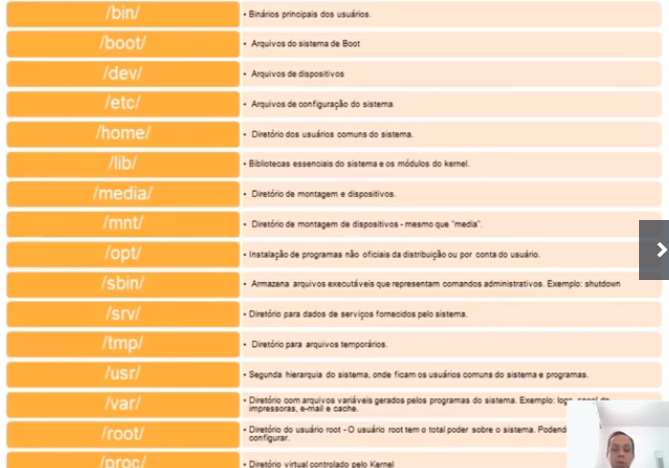 /bin/ • Binários principais dos usuários.
/boot/ • Arquivos do sistema de Boot
/dev/ • Arquivos de dispositivos
/etc/ • Arquivos de configuração do sistema
/home/ • Diretório dos usuários comuns do sistema.
/lib/ • Bibliotecas essenciais do sistema e os módulos do kernel.
/media/ • Diretório de montagem e dispositivos.
/mnt/ • Diretório de montagem de dispositivos - mesmo que "media".
/opt/ • Instalação de programas não oficiais da distribuição ou por conta do usuário.
/sbin/ • Armazena arquivos executáveis que representam comandos administrativos. Exemplo: shutdown
/srv/ • Diretório para dados de serviços fornecidos pelo sistema.
/tmp/ • Diretório para arquivos temporários.
/usr/ • Segunda hierarquia do sistema, onde ficam os usuários comuns do sistema e programas.
/var/ • Diretório com arquivos variáveis gerados pelos programas do sistema. Exemplo:
impressoras, e-mail e cache.
/root/ • Diretório do usuário root - O usuário root tem o total poder sobre o sistema.
configurar.
/proc/ • Diretório virtual controlado pelo Kernel